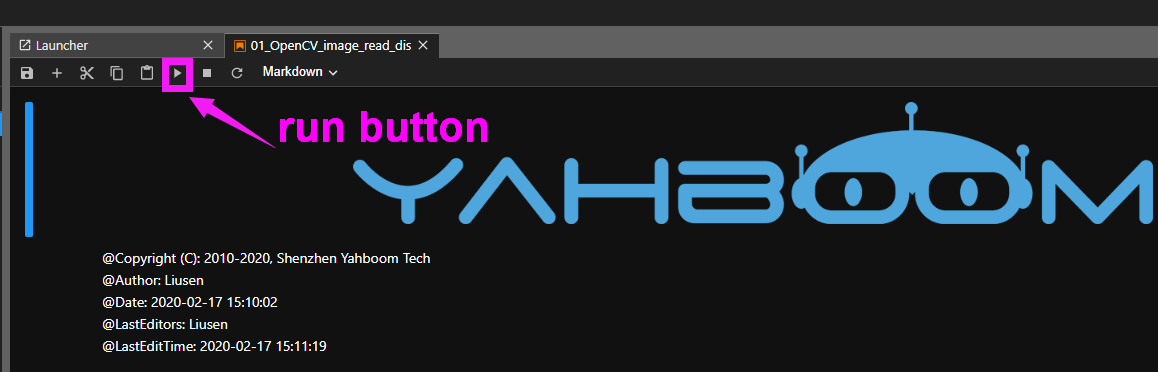 Launcher
01_OpenCV_image_read_dis
Markdown
run button
YAHBOOM
@Copyright (C): 2010-2020, Shenzhen Yahboom Tech
@Author: Liusen
@Date: 2020-02-17 15:10:02
@LastEditors: Liusen
@LastEditTime: 2020-02-17 15:11:19